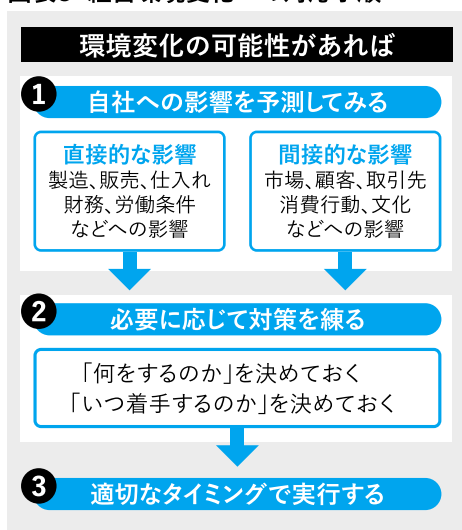 環境変化の可能性があれば
1 自社への影響を予測してみる
直接的な影響
製造、販売、仕入れ
財務、労働条件
などへの影響
間接的な影響
市場、顧客、取引先
消費行動、文化
などへの影響
2 必要に応じて対策を練る
「何をするのか」を決めておく
「いつ着手するのか」を決めておく
3 適切なタイミングで実行する